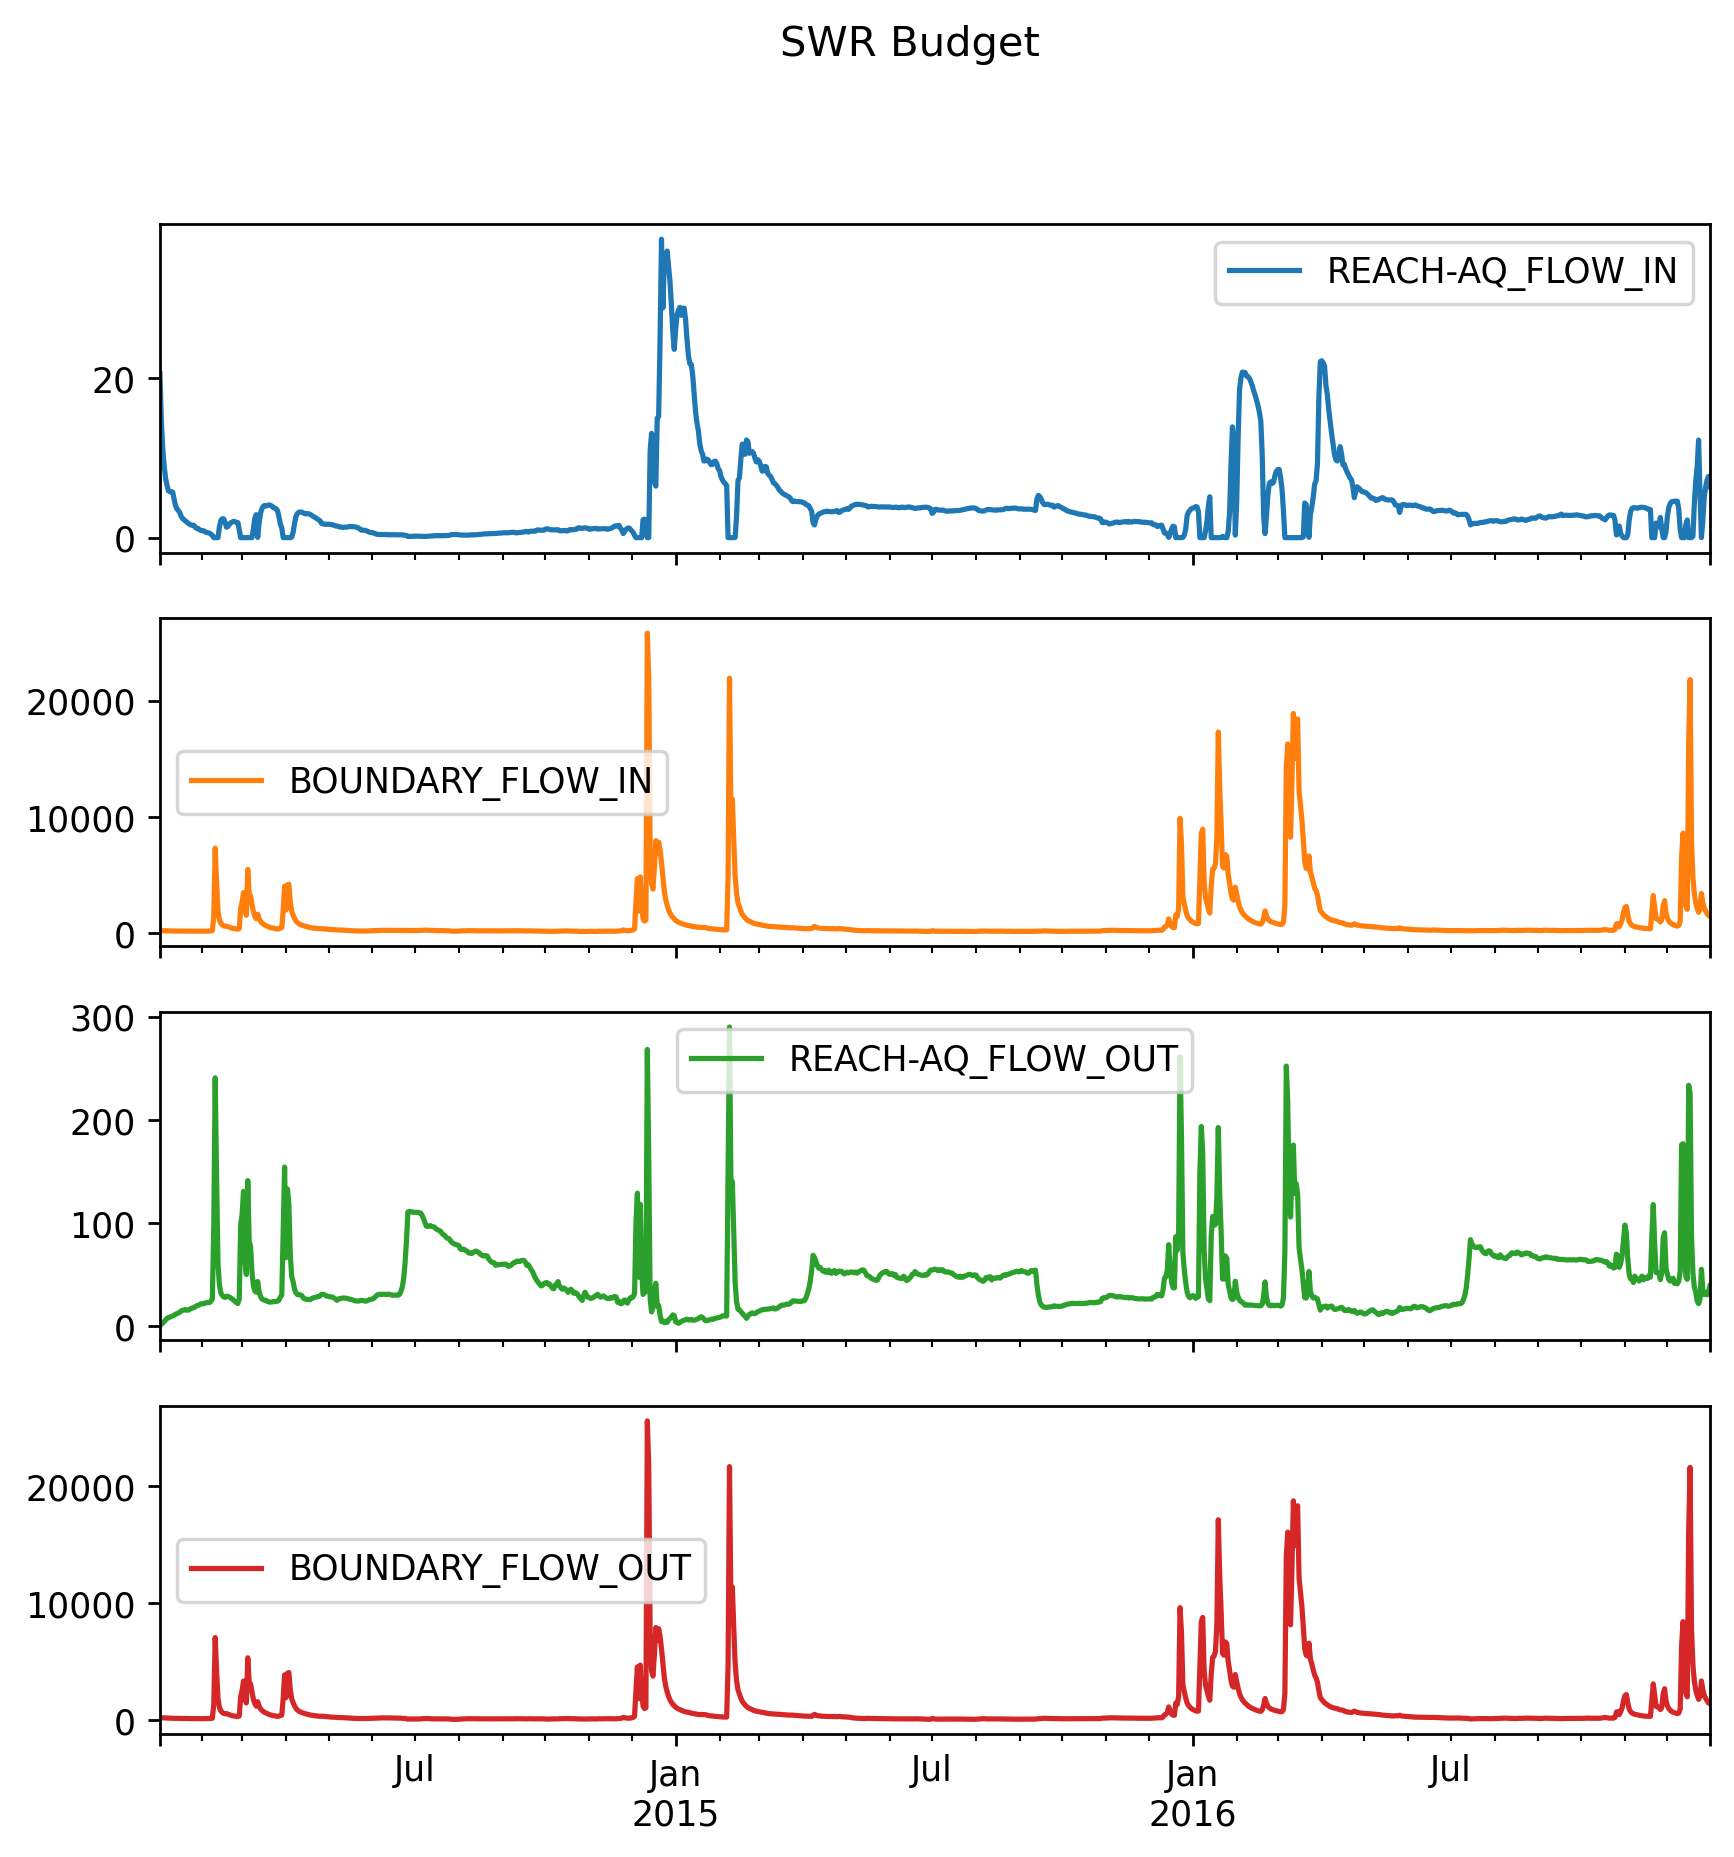 SWR Budget
REACH-AQ_FLOW_IN
20
0
BOUNDARY_FLOW_IN
20000
10000
0
REACH-AQ_FLOW_OUT
300
200
100
0
BOUNDARY_FLOW_OUT
20000
10000
0
Jul
Jan
2015
Jul
Jan
2016
Jul